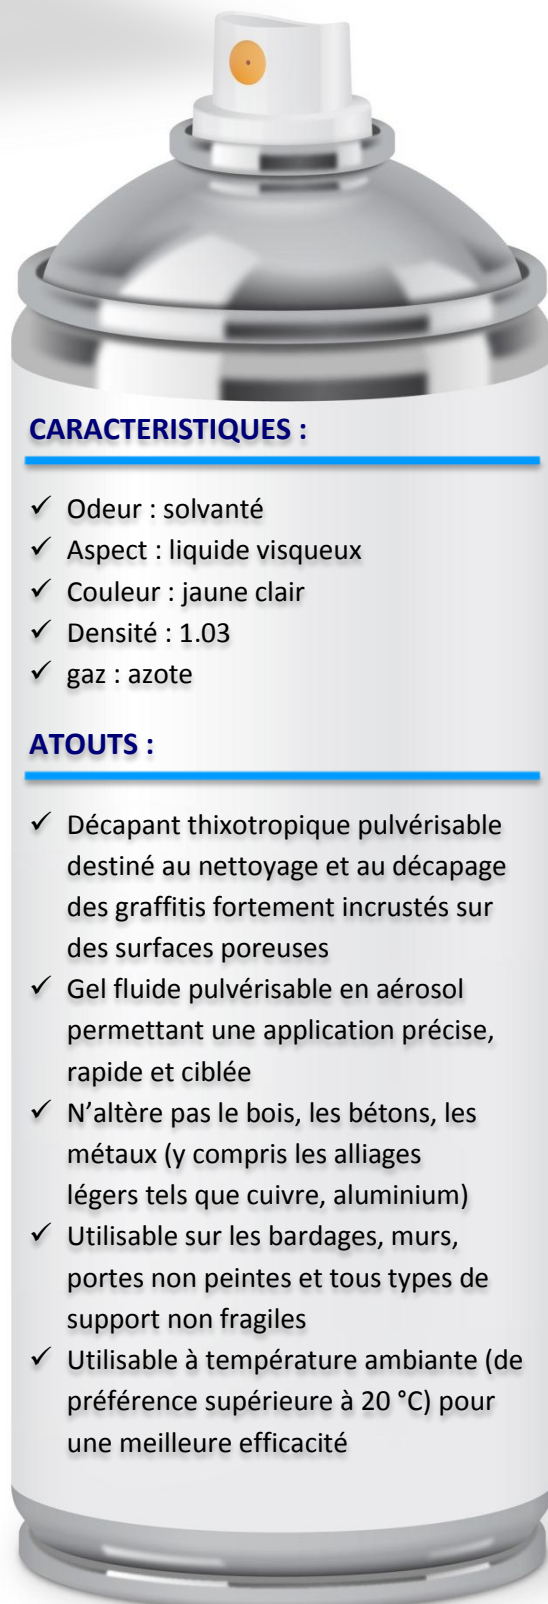 CARACTERISTIQUES :
✓ Odeur : solvanté
✓ Aspect : liquide visqueux
✓ Couleur : jaune clair
✓ Densité : 1.03
✓ gaz : azote
ATOUTS :
✓ Décapant thixotropique pulvérisable
destiné au nettoyage et au décapage
des graffitis fortement incrustés sur
des surfaces poreuses
✓ Gel fluide pulvérisable en aérosol
permettant une application précise,
rapide et ciblée
✓ N’altère pas le bois, les bétons, les
métaux (y compris les alliages
légers tels que cuivre, aluminium)
✓ Utilisable sur les bardages, murs,
portes non peintes et tous types de
support non fragiles
✓ Utilisable à température ambiante (de
préférence supérieure à 20 °C) pour
une meilleure efficacité